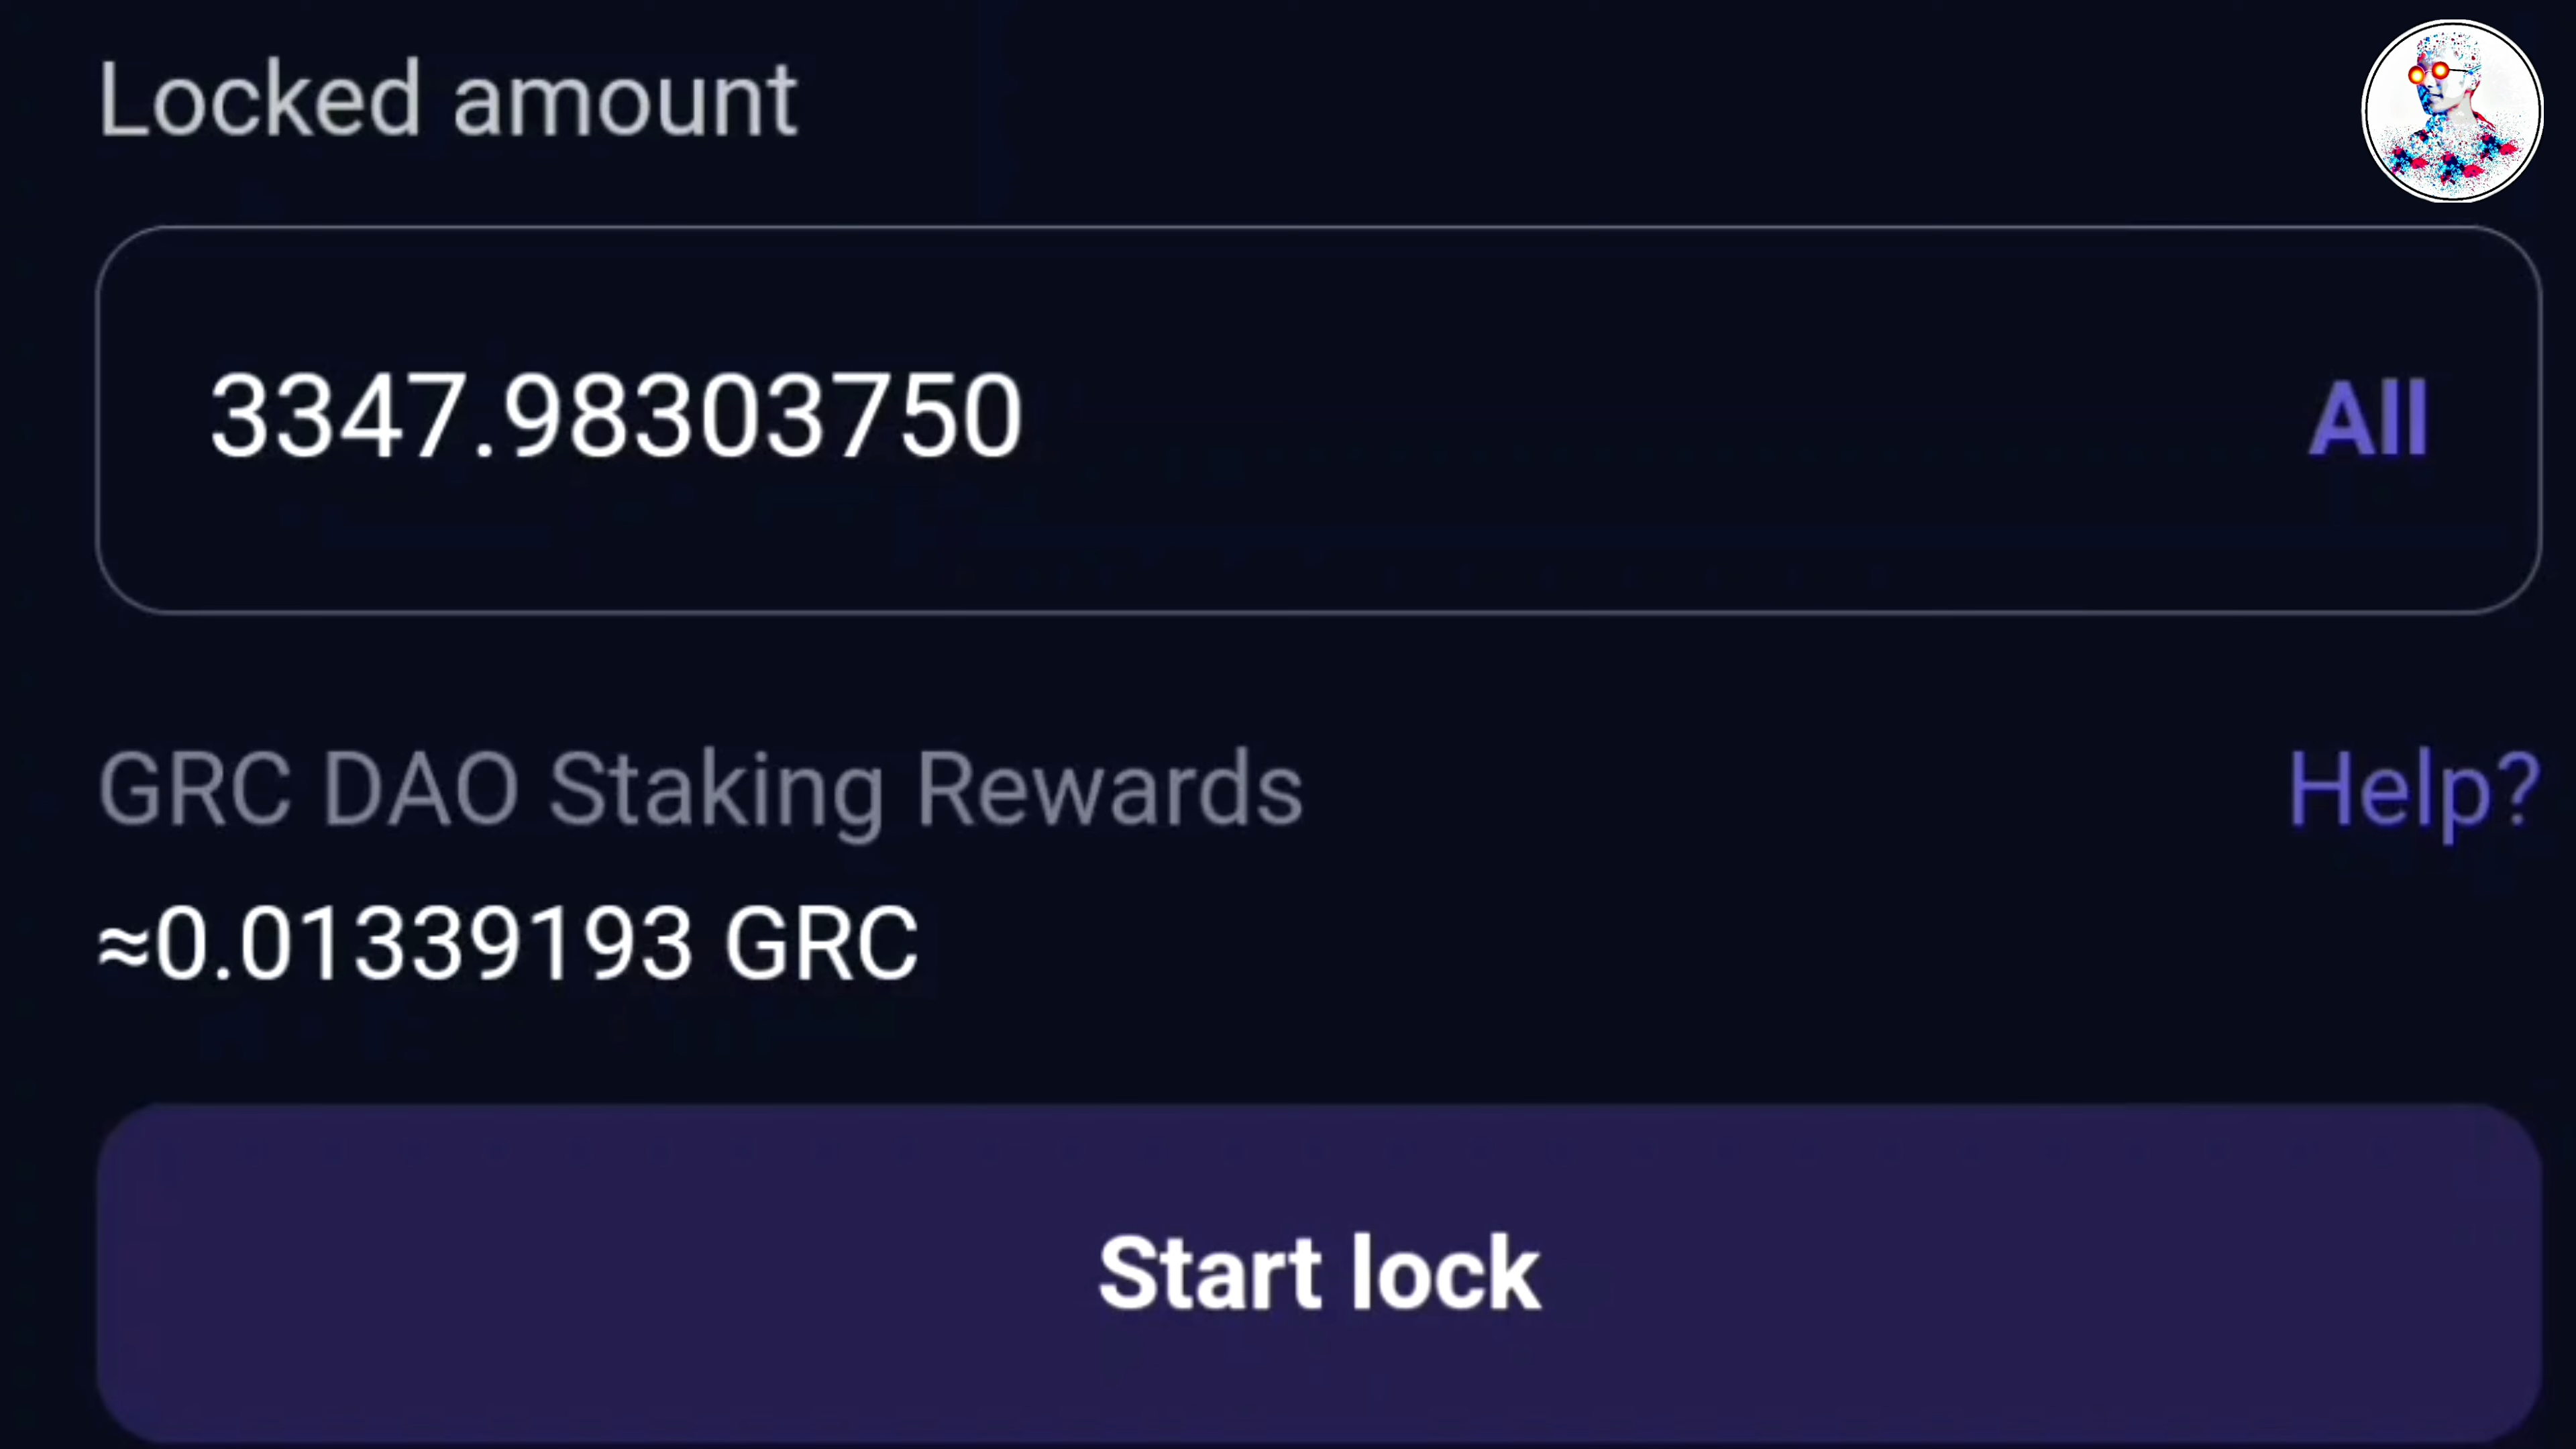 Locked amount
3347.98303750 All
GRC DAO Staking Rewards Help?
≈0.01339193 GRC
Start lock